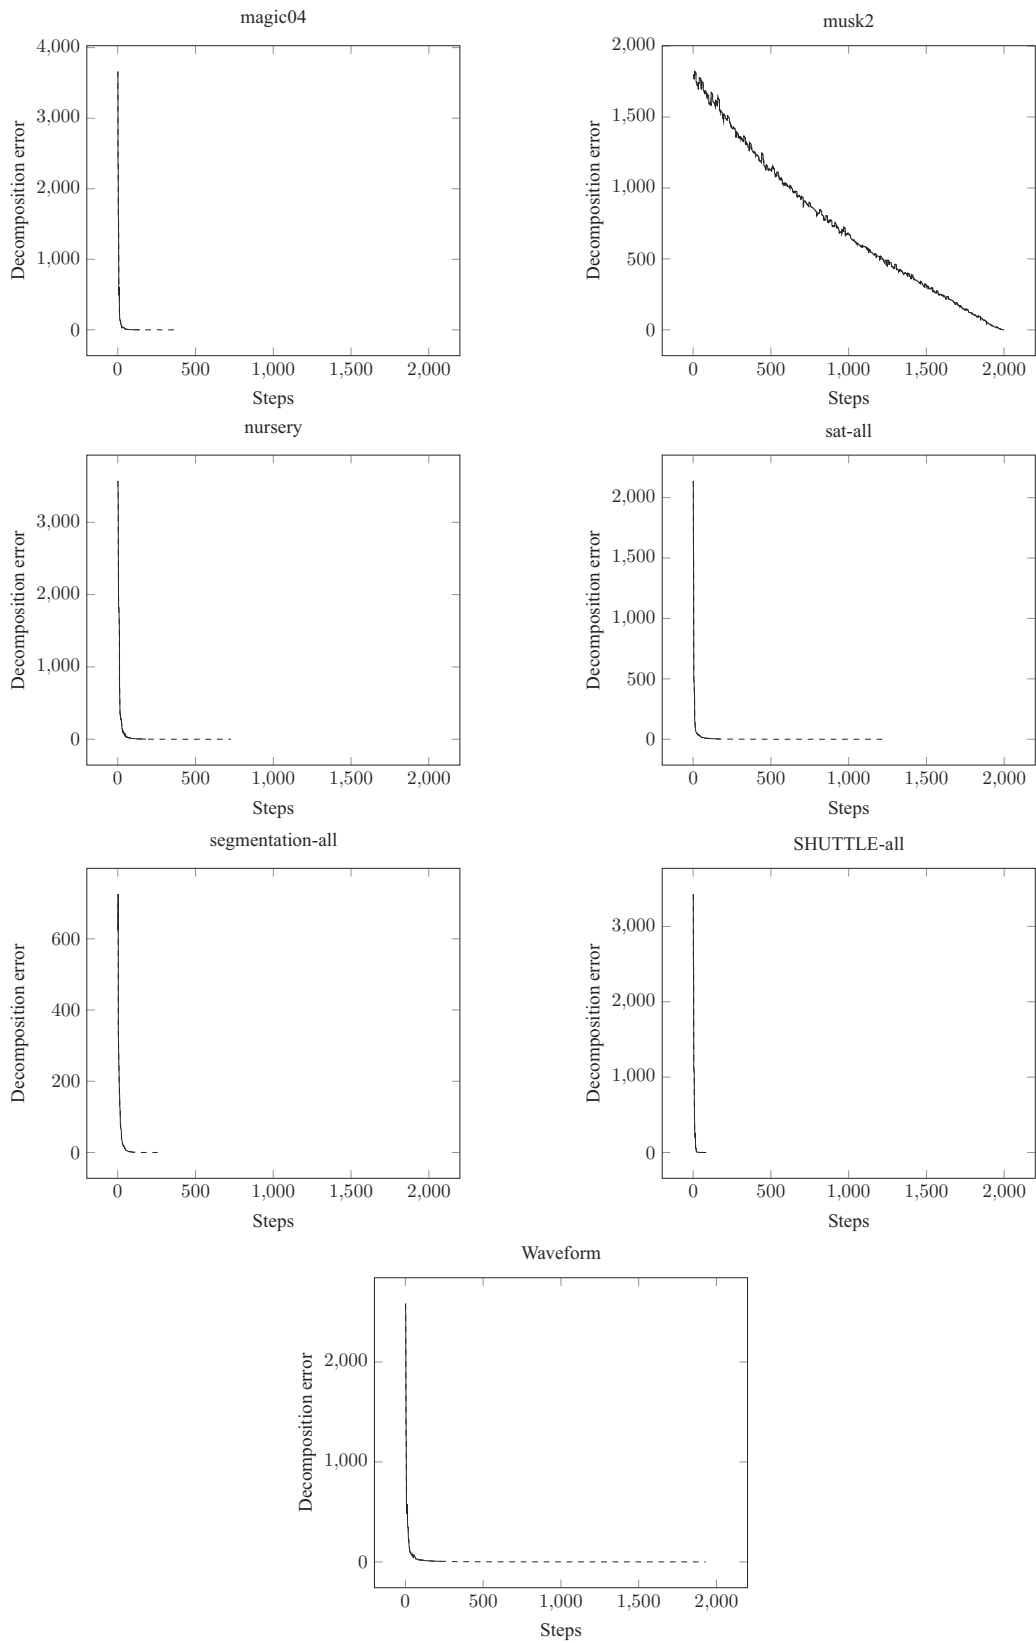 magic04
4,000
3,000
2,000
1,000
0
Decomposition error
0 500 1,000 1,500 2,000
Steps
musk2
2,000
1,500
1,000
500
0
Decomposition error
0 500 1,000 1,500 2,000
Steps
nursery
3,000
2,000
1,000
0
Decomposition error
0 500 1,000 1,500 2,000
Steps
sat-all
2,000
1,500
1,000
500
0
Decomposition error
0 500 1,000 1,500 2,000
Steps
segmentation-all
600
400
200
0
Decomposition error
0 500 1,000 1,500 2,000
Steps
SHUTTLE-all
3,000
2,000
1,000
0
Decomposition error
0 500 1,000 1,500 2,000
Steps
Waveform
2,000
1,000
0
Decomposition error
0 500 1,000 1,500 2,000
Steps